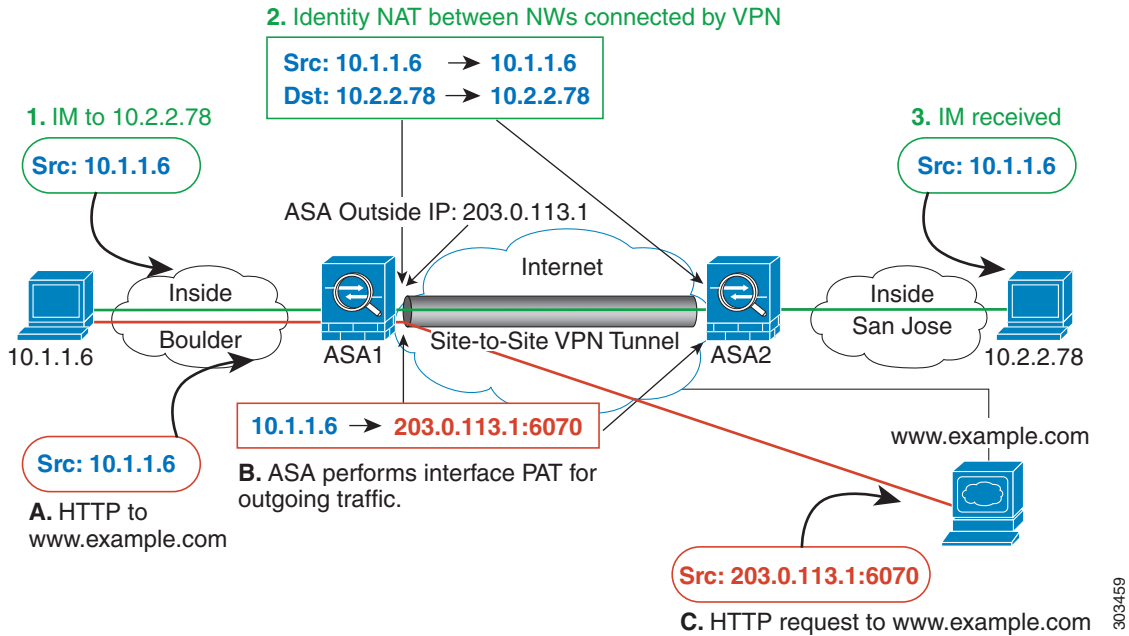 2. Identity NAT between NWs connected by VPN
Src: 10.1.1.6 → 10.1.1.6
Dst: 10.2.2.78 → 10.2.2.78
1. IM to 10.2.2.78
Src: 10.1.1.6
3. IM received
Src: 10.1.1.6
ASA Outside IP: 203.0.113.1
Internet
Inside
Boulder
10.1.1.6
ASA1
Site-to-Site VPN Tunnel
ASA2
Inside
San Jose
10.2.2.78
10.1.1.6 → 203.0.113.1:6070
B. ASA performs interface PAT for
outgoing traffic.
Src: 10.1.1.6
A. HTTP to
www.example.com
www.example.com
Src: 203.0.113.1:6070
C. HTTP request to www.example.com
303459